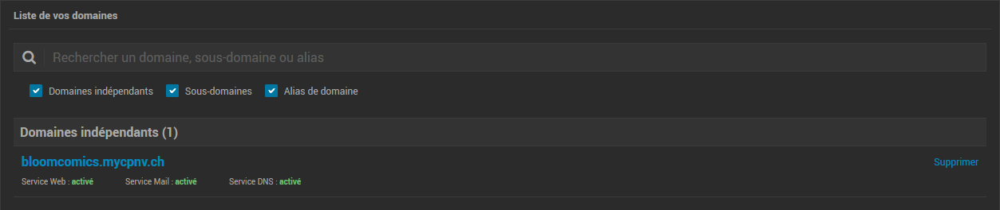 Liste de vos domaines
Rechercher un domaine, sous-domaine ou alias
Domaines indépendants Sous-domaines Alias de domaine
Domaines indépendants (1)
bloomcomics.mycpnv.ch Supprimer
Service Web : activé Service Mail : activé Service DNS : activé